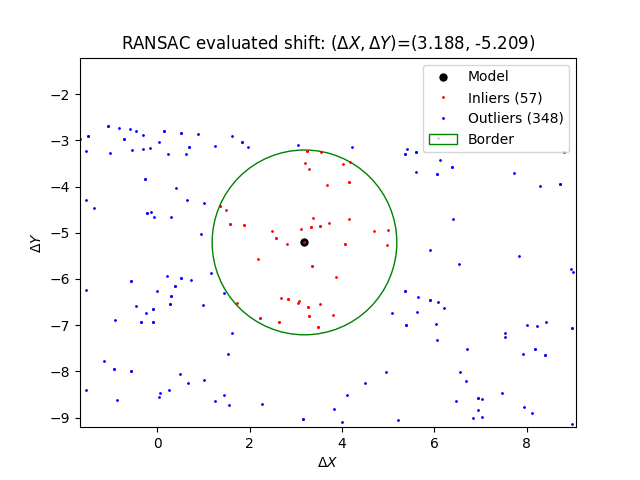 RANSAC evaluated shift: (ΔX, ΔY)=(3.188, -5.209)
Model
Inliers (57)
Outliers (348)
Border
−2
−3
−4
−5
−6
−7
−8
−9
ΔY
0 2 4 6 8
ΔX